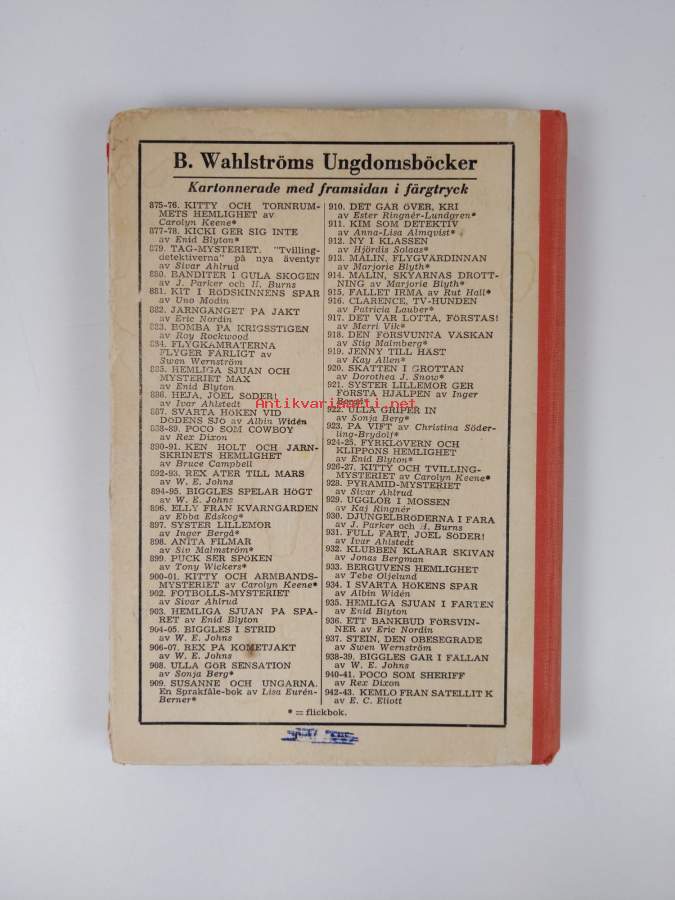 B. Wahlströms Ungdomsböcker
Kartonnerade med framsidan i färgtryck
875-76. KITTY OCH TORNRUM-
METS HEMLIGHET av
Carolyn Keene*
877-78. KICKI GER SIG INTE
av Enid Blyton*
879. TÅG-MYSTERIET. "Tvilling-
detektiverna" på nya äventyr
av Sivar Ahlrud
880. BANDITER I GULA SKOGEN
av J. Parker och H. Burns
881. KIT I RÖDSKINNENS SPÅR
av Uno Modin
882. JÄRNGÄNGET PÅ JAKT
av Eric Nordin
883. BOMBA PÅ KRIGSSTIGEN
av Roy Rockwood
884. FLYGKAMRATERNA
FLYGER FARLIGT av
Swen Wernström
885. HEMLIGA SJUAN OCH
MYSTERIET MAX
av Enid Blyton
886. HEJA, JOEL SÖDER!
av Ivar Ahlstedt
887. SVARTA HÖKEN VID
DÖDENS SJÖ av Albin Widén
888-89. POCO SOM COWBOY
av Rex Dixon
890-91. KEN HOLT OCH JÄRN-
SKRINETS HEMLIGHET
av Bruce Campbell
892-93. REX ÅTER TILL MARS
av W. E. Johns
894-95. BIGGLES SPELAR HÖGT
av W. E. Johns
896. ELLY FRÅN KVARNGÅRDEN
av Ebba Edskog*
897. SYSTER LILLEMOR
av Inger Bergå*
898. ANITA FILMAR
av Siv Malmström*
899. PUCK SER SPÖKEN
av Tony Wickers*
900-01. KITTY OCH ARMBANDS-
MYSTERIET av Carolyn Keene*
902. FOTBOLLS-MYSTERIET
av Sivar Ahlrud
903. HEMLIGA SJUAN PÅ SPÅ-
RET av Enid Blyton
904-05. BIGGLES I STRID
av W. E. Johns
906-07. REX PÅ KOMETJAKT
av W. E. Johns
908. ULLA GÖR SENSATION
av Sonja Berg*
909. SUSANNE OCH UNGARNA.
En Språkfåle-bok av Lisa Eurén-
Berner*
910. DET GÅR ÖVER, KRI
av Ester Ringnér-Lundgren*
911. KIM SOM DETEKTIV
av Anna-Lisa Almqvist*
912. NY I KLASSEN
av Hjördis Solaas*
913. MALIN, FLYGVÄRDINNAN
av Marjorie Blyth*
914. MALIN, SKYARNAS DROTT-
NING av Marjorie Blyth*
915. FALLET IRMA av Rut Hall*
916. CLARENCE, TV-HUNDEN
av Patricia Lauber*
917. DET VAR LOTTA, FÖRSTÅS!
av Merri Vik*
918. DEN FÖRSVUNNA VÄSKAN
av Stig Malmberg*
919. JENNY TILL HÄST
av Kay Allen*
920. SKATTEN I GROTTAN
av Dorothea J. Snow*
921. SYSTER LILLEMOR GER
FÖRSTA HJÄLPEN av Inger
Bergå*
922. ULLA GRIPER IN
av Sonja Berg*
923. PÅ VIFT av Christina Söder-
ling-Brydolf*
924-25. FYRKLÖVERN OCH
KLIPPÖNS HEMLIGHET
av Enid Blyton*
926-27. KITTY OCH TVILLING-
MYSTERIET av Carolyn Keene*
928. PYRAMID-MYSTERIET
av Sivar Ahlrud
929. UGGLOR I MOSSEN
av Kaj Ringnér
930. DJUNGELBRÖDERNA I FARA
av J. Parker och H. Burns
931. FULL FART, JOEL SÖDER!
av Ivar Ahlstedt
932. KLUBBEN KLARAR SKIVAN
av Jonas Bergman
933. BERGUVENS HEMLIGHET
av Tebe Oljelund
934. I SVARTA HÖKENS SPÅR
av Albin Widén
935. HEMLIGA SJUAN I FARTEN
av Enid Blyton
936. ETT BANKBUD FÖRSVIN-
NER av Eric Nordin
937. STEIN, DEN OBESEGRADE
av Swen Wernström
938-39. BIGGLES GÅR I FÄLLAN
av W. E. Johns
940-41. POCO SOM SHERIFF
av Rex Dixon
942-43. KEMLO FRÅN SATELLIT K
av E. C. Eliott
* = flickbok.
Antikvariaatti.net